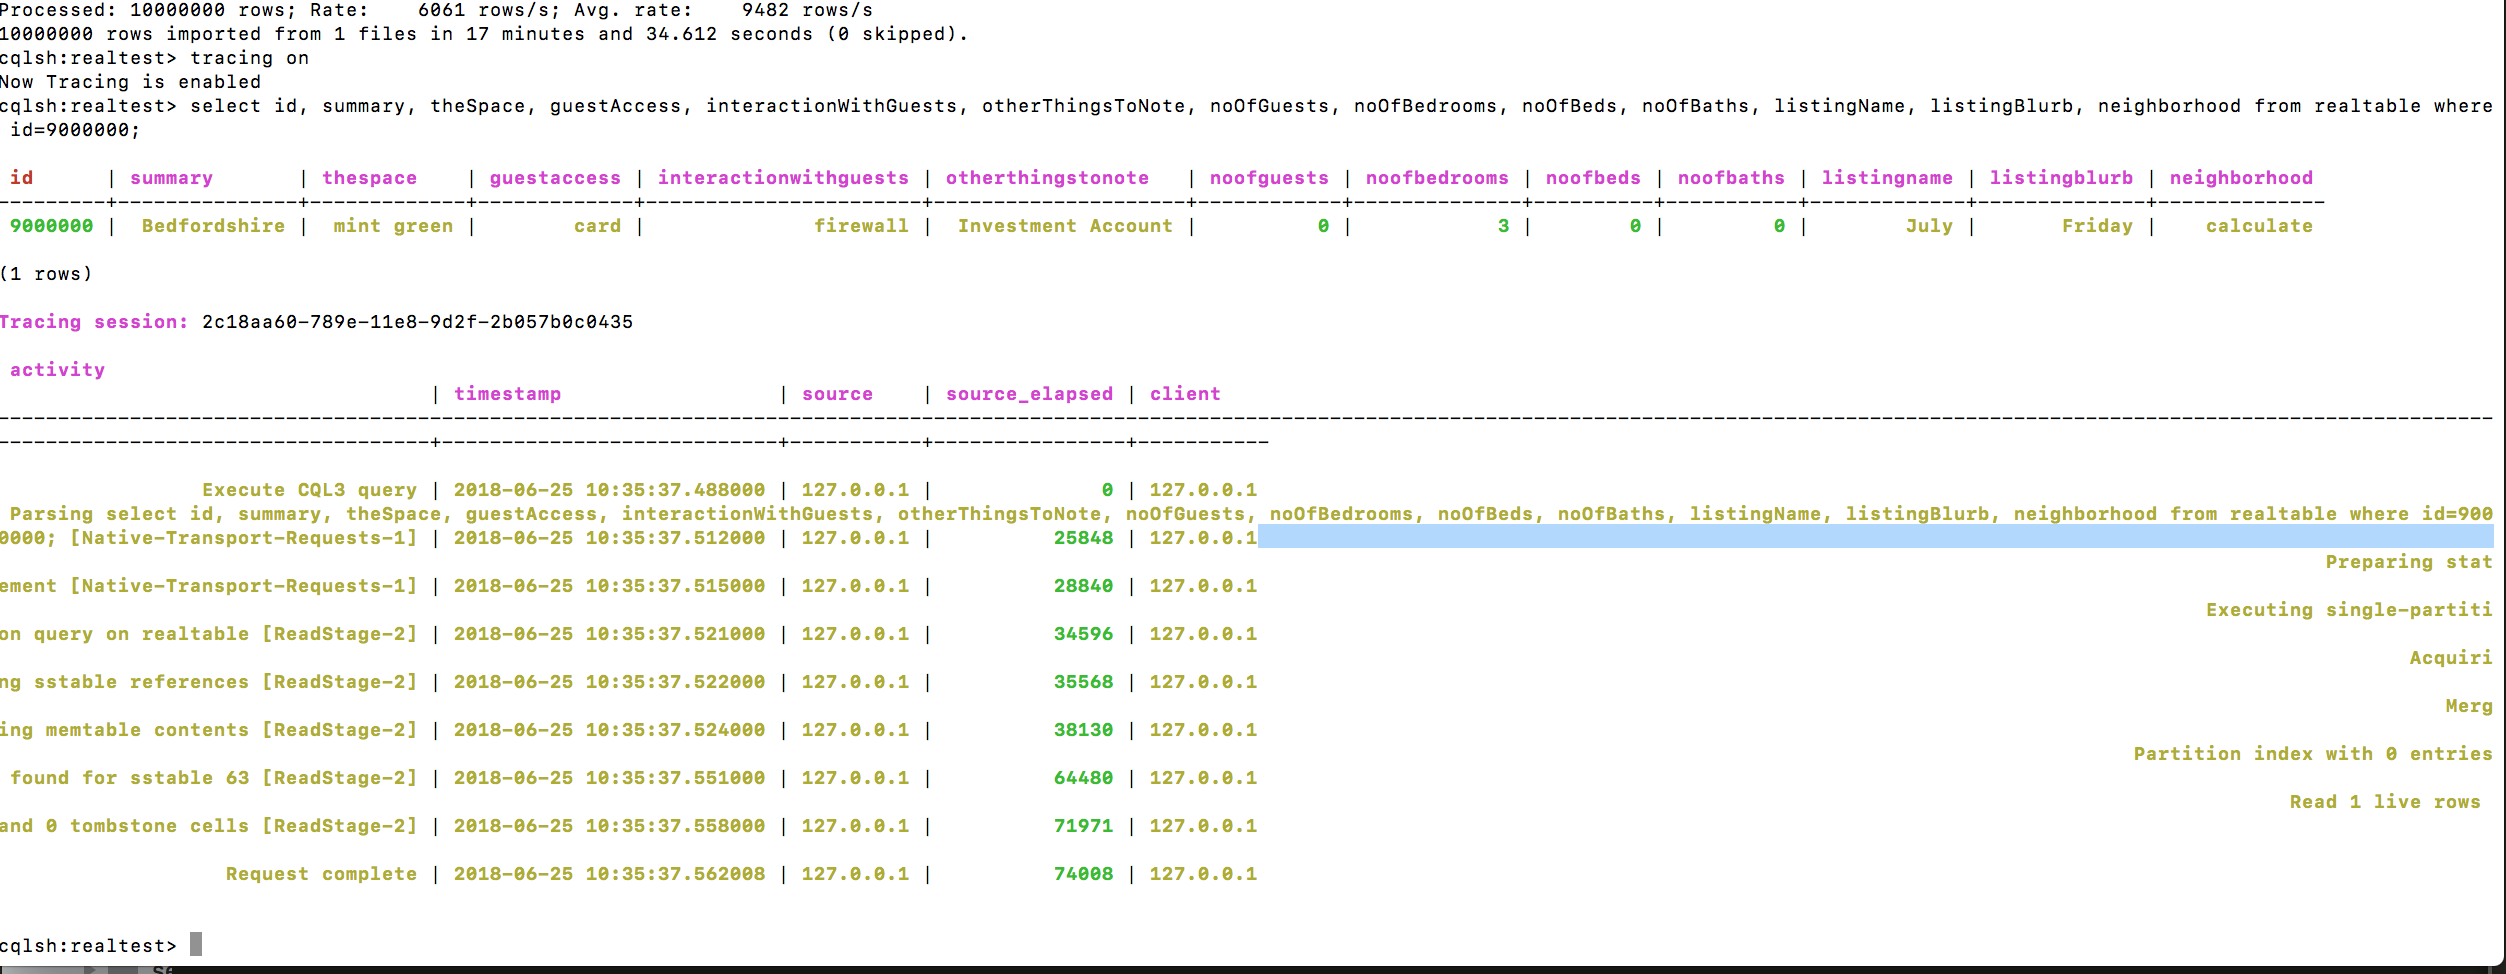 Processed: 10000000 rows; Rate:    6061 rows/s; Avg. rate:    9482 rows/s
10000000 rows imported from 1 files in 17 minutes and 34.612 seconds (0 skipped).
cqlsh:realtest> tracing on
Now Tracing is enabled
cqlsh:realtest> select id, summary, theSpace, guestAccess, interactionWithGuests, otherThingsToNote, noOfGuests, noOfBedrooms, noOfBeds, noOfBaths, listingName, listingBlurb, neighborhood from realtable where
 id=9000000;
 id      | summary       | thespace    | guestaccess | interactionwithguests | otherthingstonote   | noofguests | noofbedrooms | noofbeds | noofbaths | listingname | listingblurb | neighborhood
---------+---------------+-------------+-------------+-----------------------+---------------------+------------+--------------+----------+-----------+-------------+--------------+--------------
 9000000 |  Bedfordshire |  mint green |        card |              firewall |  Investment Account |          0 |            3 |        0 |         0 |        July |       Friday |    calculate
(1 rows)
Tracing session: 2c18aa60-789e-11e8-9d2f-2b057b0c0435
 activity
 | timestamp                  | source    | source_elapsed | client
------------------------------------+----------------------------+-----------+----------------+-----------
Execute CQL3 query | 2018-06-25 10:35:37.488000 | 127.0.0.1 |              0 | 127.0.0.1
 Parsing select id, summary, theSpace, guestAccess, interactionWithGuests, otherThingsToNote, noOfGuests, noOfBedrooms, noOfBeds, noOfBaths, listingName, listingBlurb, neighborhood from realtable where id=900
0000; [Native-Transport-Requests-1] | 2018-06-25 10:35:37.512000 | 127.0.0.1 |          25848 | 127.0.0.1
Preparing stat
ement [Native-Transport-Requests-1] | 2018-06-25 10:35:37.515000 | 127.0.0.1 |          28840 | 127.0.0.1
Executing single-partiti
on query on realtable [ReadStage-2] | 2018-06-25 10:35:37.521000 | 127.0.0.1 |          34596 | 127.0.0.1
Acquiri
ng sstable references [ReadStage-2] | 2018-06-25 10:35:37.522000 | 127.0.0.1 |          35568 | 127.0.0.1
Merg
ing memtable contents [ReadStage-2] | 2018-06-25 10:35:37.524000 | 127.0.0.1 |          38130 | 127.0.0.1
Partition index with 0 entries
 found for sstable 63 [ReadStage-2] | 2018-06-25 10:35:37.551000 | 127.0.0.1 |          64480 | 127.0.0.1
Read 1 live rows
and 0 tombstone cells [ReadStage-2] | 2018-06-25 10:35:37.558000 | 127.0.0.1 |          71971 | 127.0.0.1
Request complete | 2018-06-25 10:35:37.562008 | 127.0.0.1 |          74008 | 127.0.0.1
cqlsh:realtest>